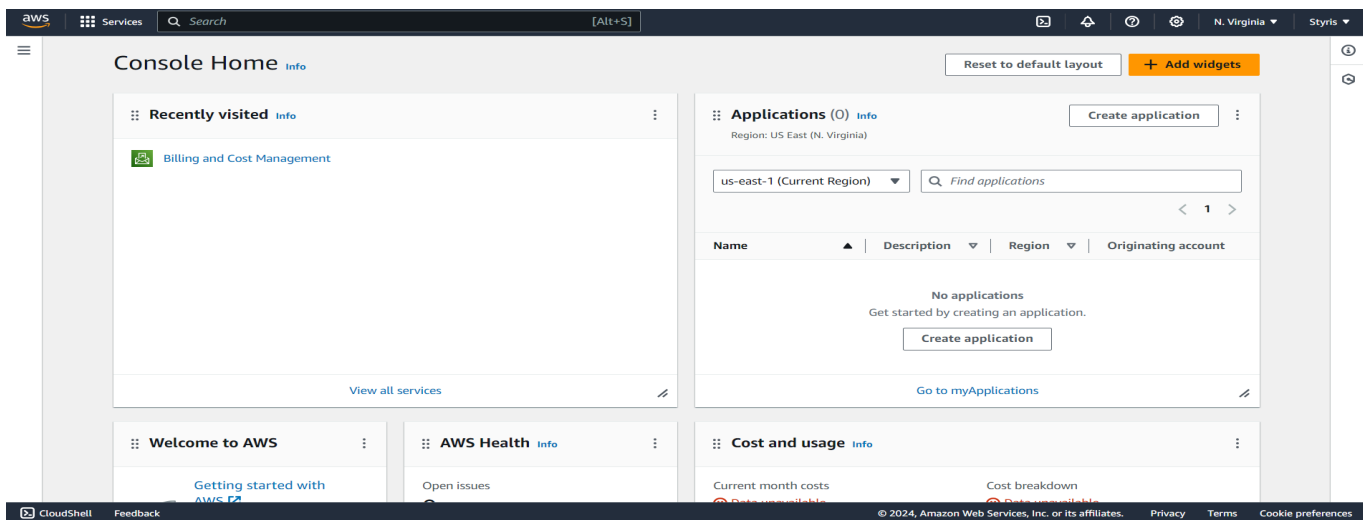 aws Services Search [Alt+S] N. Virginia Styris
Console Home Info Reset to default layout + Add widgets
Recently visited Info
Billing and Cost Management
View all services
Applications (0) Info Create application
Region: US East (N. Virginia)
us-east-1 (Current Region) Find applications
1
Name Description Region Originating account
No applications
Get started by creating an application.
Create application
Go to myApplications
Welcome to AWS
Getting started with
AWS
AWS Health Info
Open issues
Cost and usage Info
Current month costs Cost breakdown
Data unavailable Data unavailable
CloudShell Feedback © 2024, Amazon Web Services, Inc. or its affiliates. Privacy Terms Cookie preferences